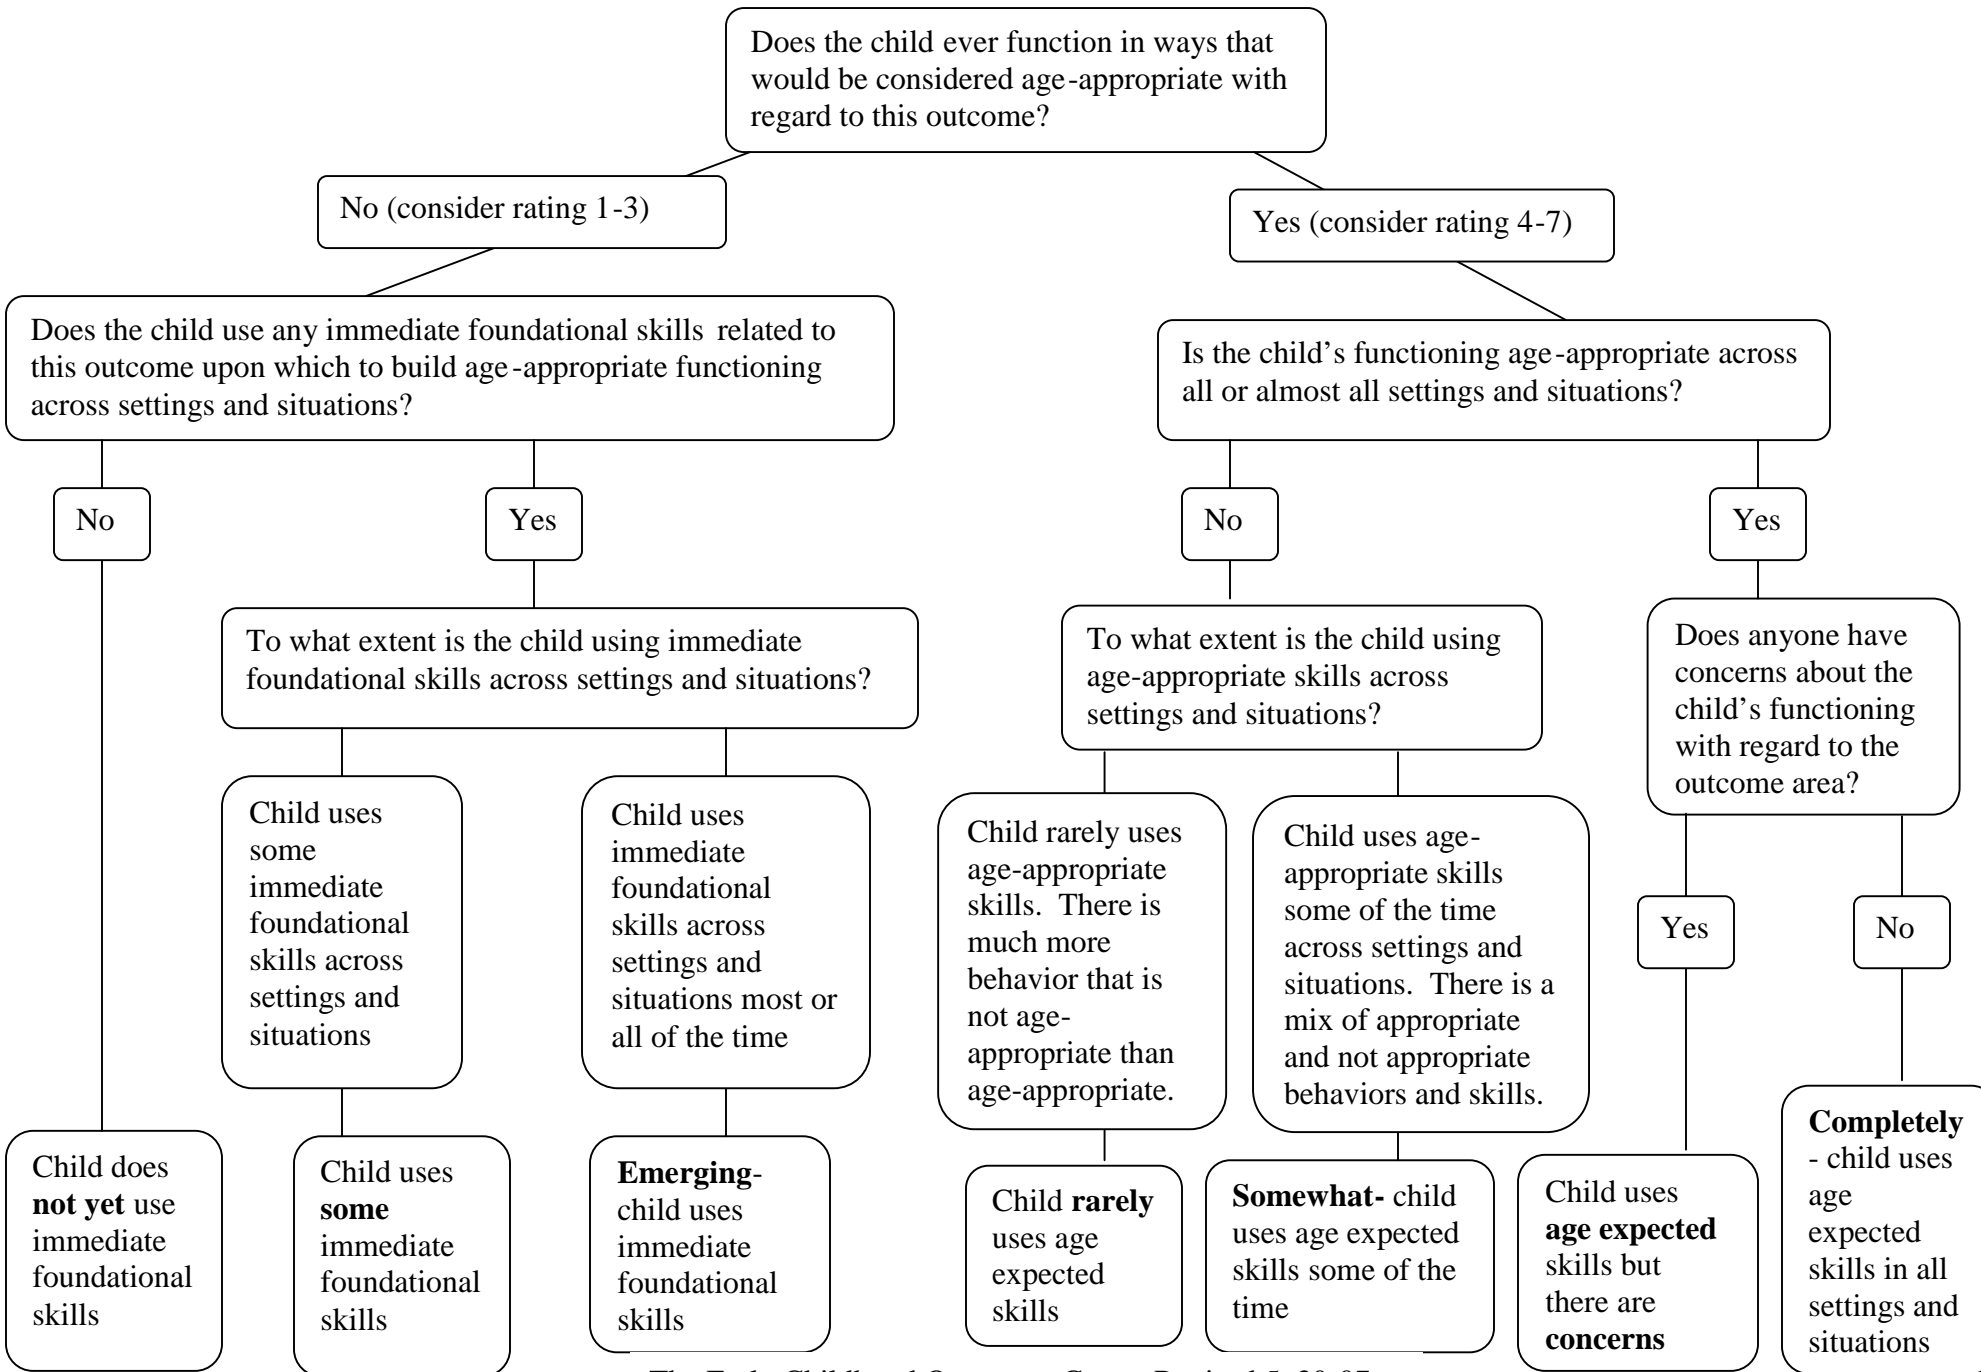 Does the child ever function in ways that
would be considered age-appropriate with
regard to this outcome?
No (consider rating 1-3)
Yes (consider rating 4-7)
Does the child use any immediate foundational skills related to
this outcome upon which to build age-appropriate functioning
across settings and situations?
Is the child’s functioning age-appropriate across
all or almost all settings and situations?
No
Yes
No
Yes
To what extent is the child using immediate
foundational skills across settings and situations?
To what extent is the child using
age-appropriate skills across
settings and situations?
Does anyone have
concerns about the
child’s functioning
with regard to the
outcome area?
Child uses
some
immediate
foundational
skills across
settings and
situations
Child uses
immediate
foundational
skills across
settings and
situations most or
all of the time
Child rarely uses
age-appropriate
skills. There is
much more
behavior that is
not age-
appropriate than
age-appropriate.
Child uses age-
appropriate skills
some of the time
across settings and
situations. There is a
mix of appropriate
and not appropriate
behaviors and skills.
Yes
No
Child does
not yet use
immediate
foundational
skills
Child uses
some
immediate
foundational
skills
Emerging-
child uses
immediate
foundational
skills
Child rarely
uses age
expected
skills
Somewhat- child
uses age expected
skills some of the
time
Child uses
age expected
skills but
there are
concerns
Completely
- child uses
age
expected
skills in all
settings and
situations
The Early Childhood Outcomes Center Revised 5-30-07